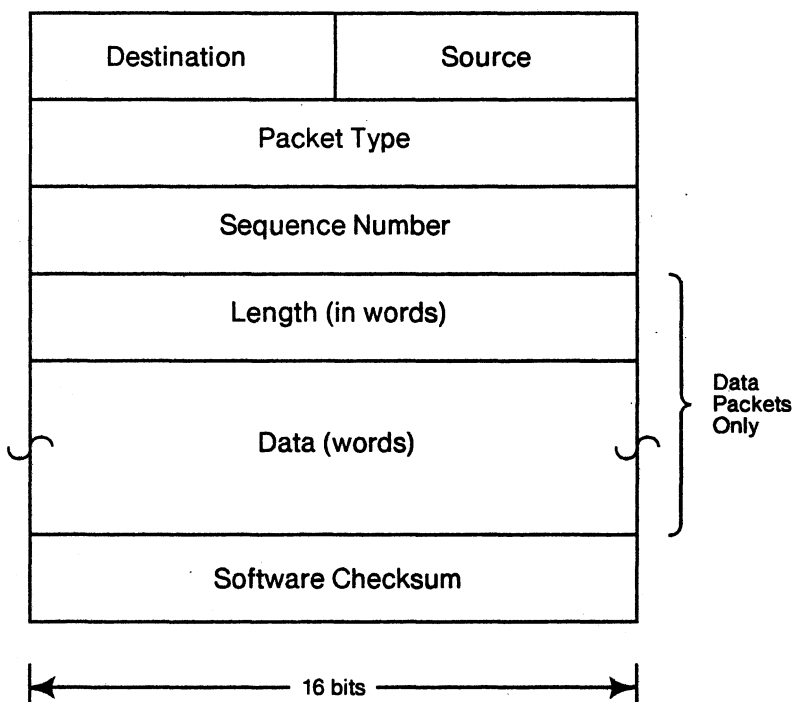 Destination Source
Packet Type
Sequence Number
Length (in words)
Data (words)
Data
Packets
Only
Software Checksum
16 bits